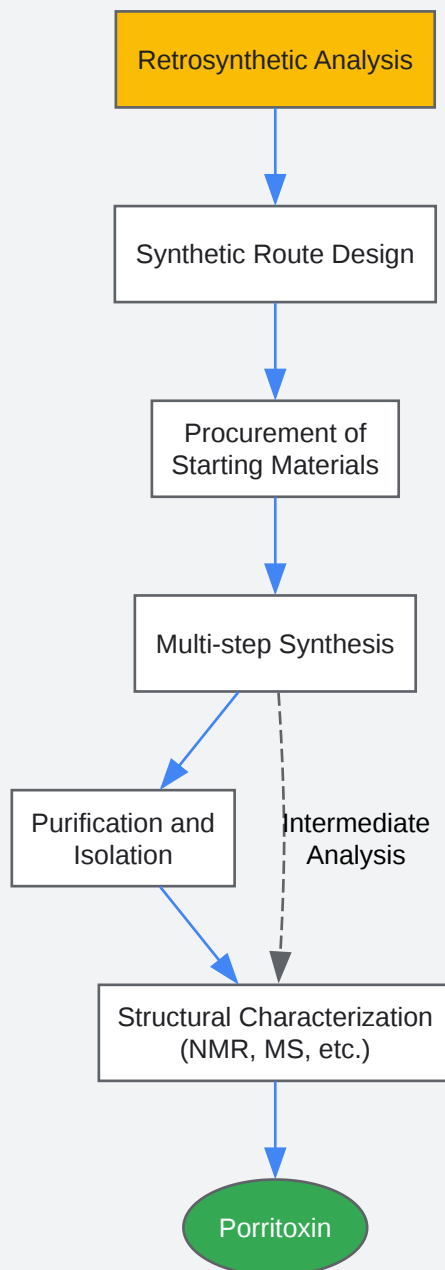 Retrosynthetic Analysis
Synthetic Route Design
Procurement of
Starting Materials
Multi-step Synthesis
Purification and
Isolation
Intermediate
Analysis
Structural Characterization
(NMR, MS, etc.)
Porritoxin